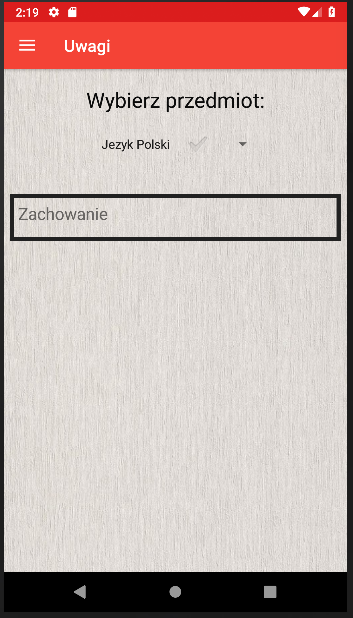 2:19
Uwagi
Wybierz przedmiot:
Jezyk Polski
Zachowanie